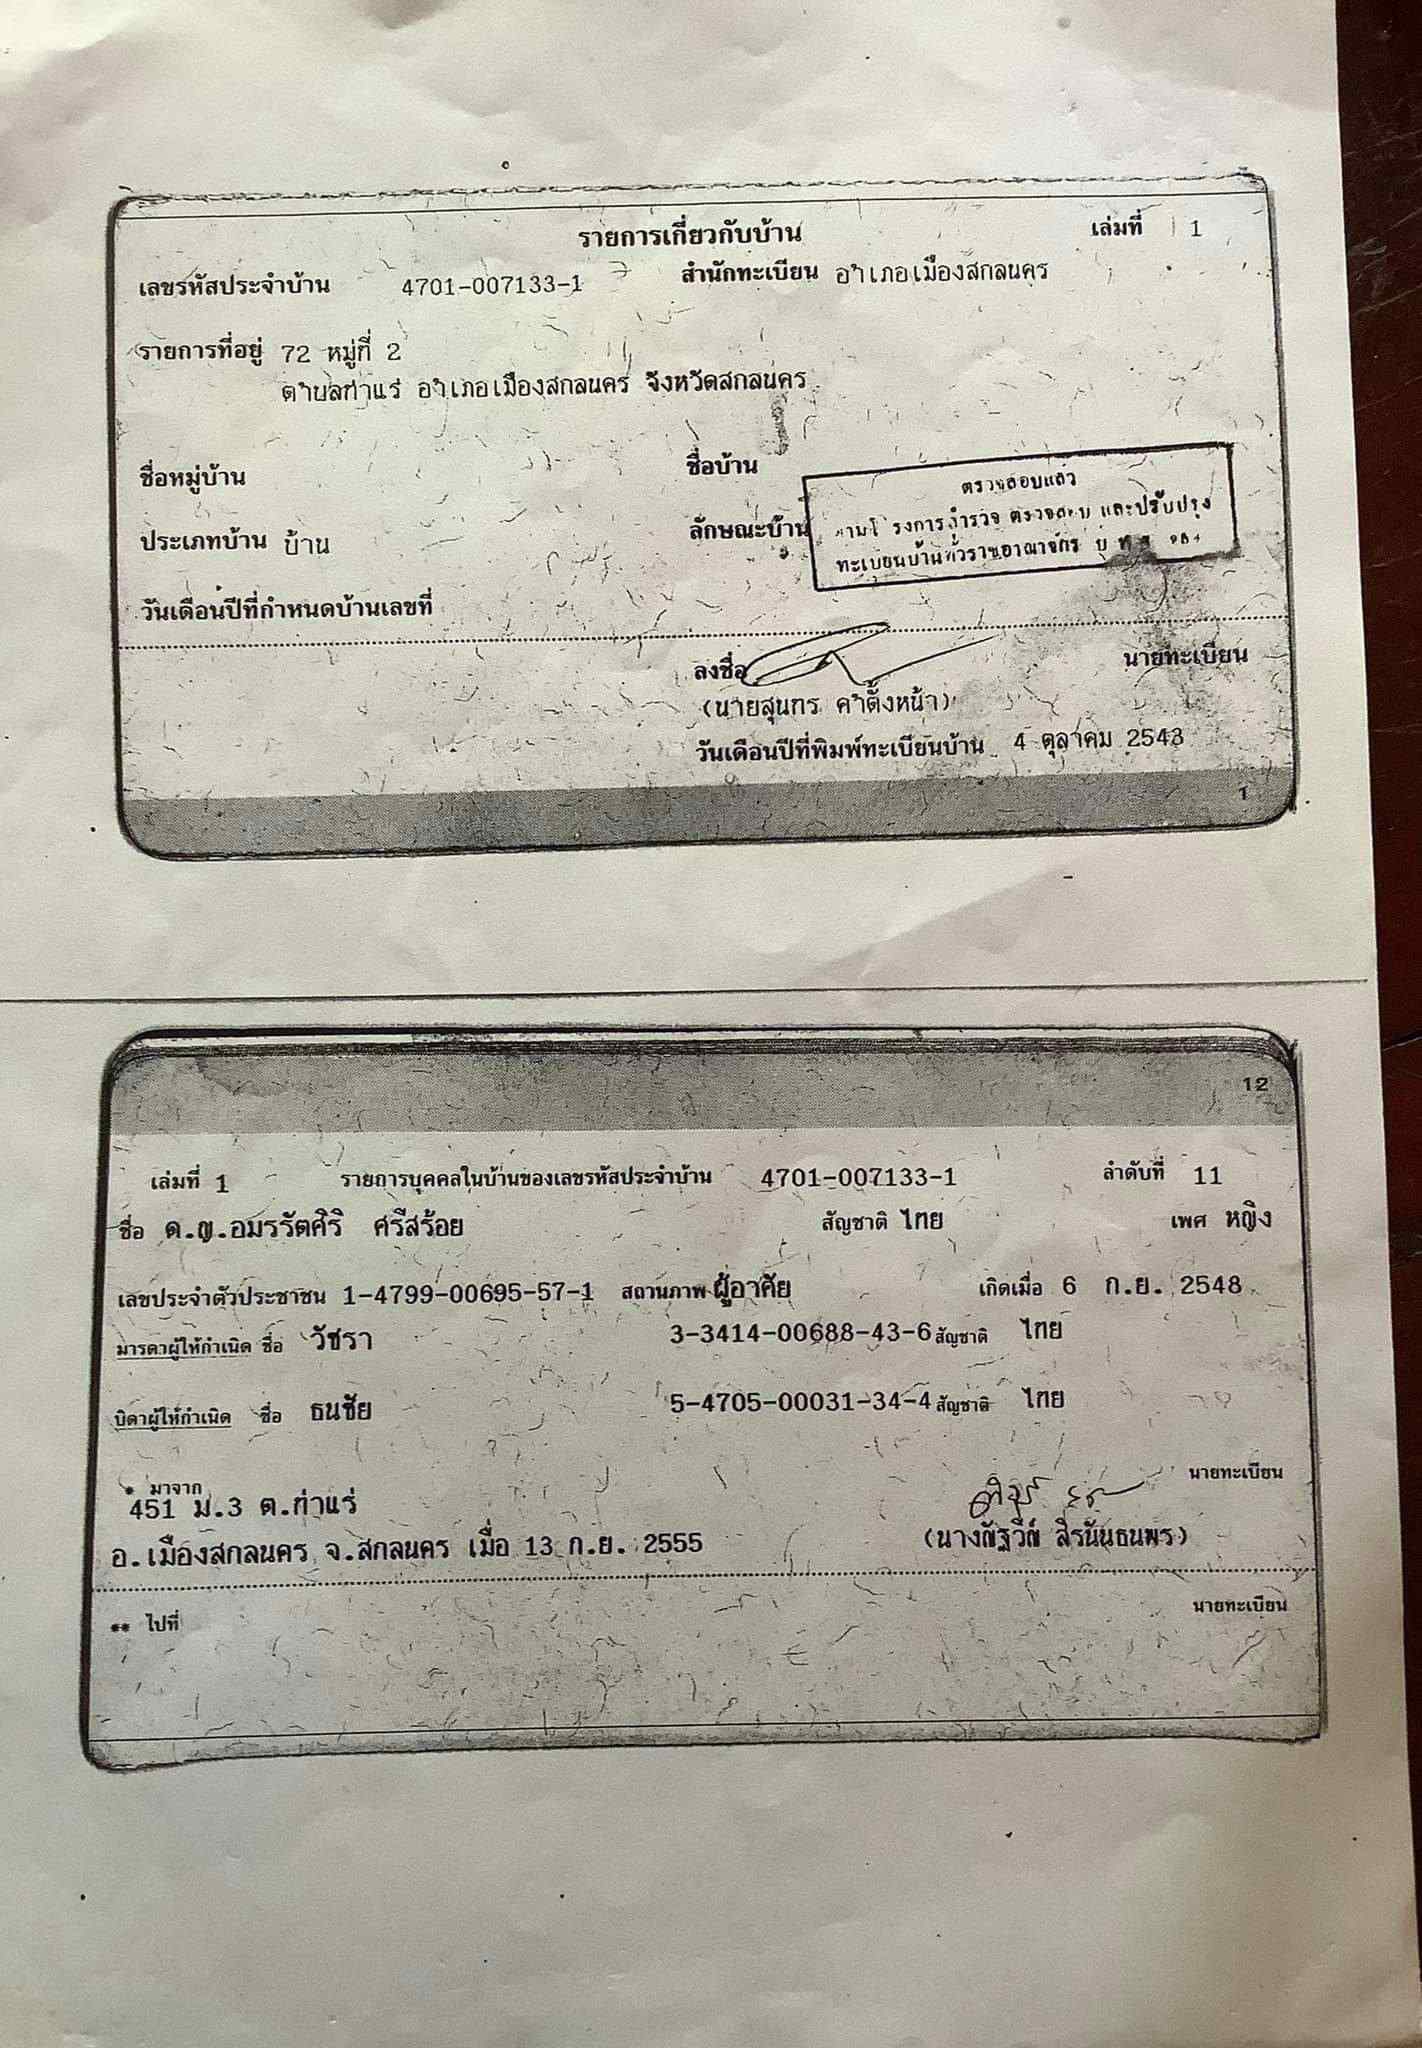 รายการเกี่ยวกับบ้าน เล่มที่ 1
เลขรหัสประจำบ้าน 4701-007133-1 สำนักทะเบียน อำเภอเมืองสกลนคร
รายการที่อยู่ 72 หมู่ที่ 2
ตำบลท่าแร่ อำเภอเมืองสกลนคร จังหวัดสกลนคร
ชื่อหมู่บ้าน ชื่อบ้าน
ประเภทบ้าน บ้าน ลักษณะบ้าน
ตรวจสอบแล้ว
ตามโครงการสำรวจ ตรวจสอบ และปรับปรุง
ทะเบียนบ้านทั่วราชอาณาจักร
วันเดือนปีที่กำหนดบ้านเลขที่
ลงชื่อ นายทะเบียน
(นายสุนทร คำตั้งหน้า)
วันเดือนปีที่พิมพ์ทะเบียนบ้าน 4 ตุลาคม 2543
1
12
เล่มที่ 1 รายการบุคคลในบ้านของเลขรหัสประจำบ้าน 4701-007133-1 ลำดับที่ 11
ชื่อ ด.ญ.อมรรัตศิริ ศรีสร้อย สัญชาติ ไทย เพศ หญิง
เลขประจำตัวประชาชน 1-4799-00695-57-1 สถานภาพ ผู้อาศัย เกิดเมื่อ 6 ก.ย. 2548
มารดาผู้ให้กำเนิด ชื่อ วัชรา 3-3414-00688-43-6 สัญชาติ ไทย
บิดาผู้ให้กำเนิด ชื่อ ธนชัย 5-4705-00031-34-4 สัญชาติ ไทย
* มาจาก นายทะเบียน
451 ม.3 ต.ท่าแร่
อ.เมืองสกลนคร จ.สกลนคร เมื่อ 13 ก.ย. 2555 (นางณัฐวีณ์ สิรนันธนพร)
** ไปที่ นายทะเบียน